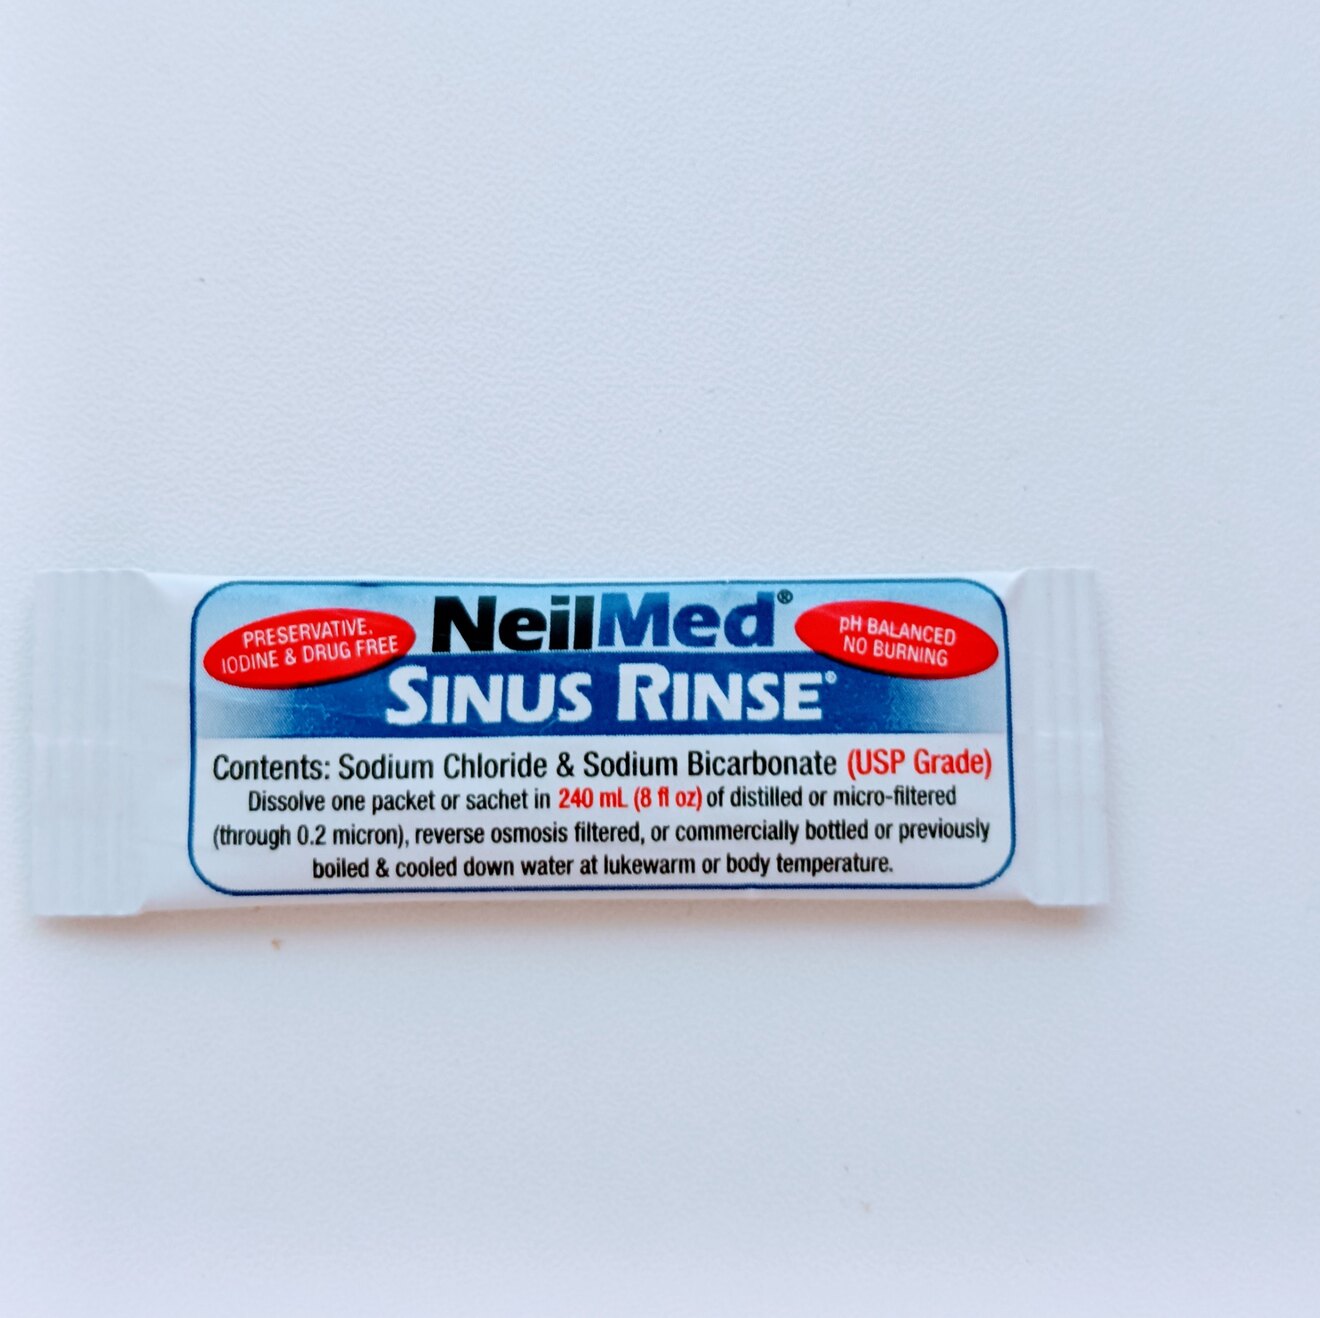 PRESERVATIVE,
IODINE & DRUG FREE
NeilMed®
pH BALANCED
NO BURNING
SINUS RINSE®
Contents: Sodium Chloride & Sodium Bicarbonate (USP Grade)
Dissolve one packet or sachet in 240 mL (8 fl oz) of distilled or micro-filtered
(through 0.2 micron), reverse osmosis filtered, or commercially bottled or previously
boiled & cooled down water at lukewarm or body temperature.